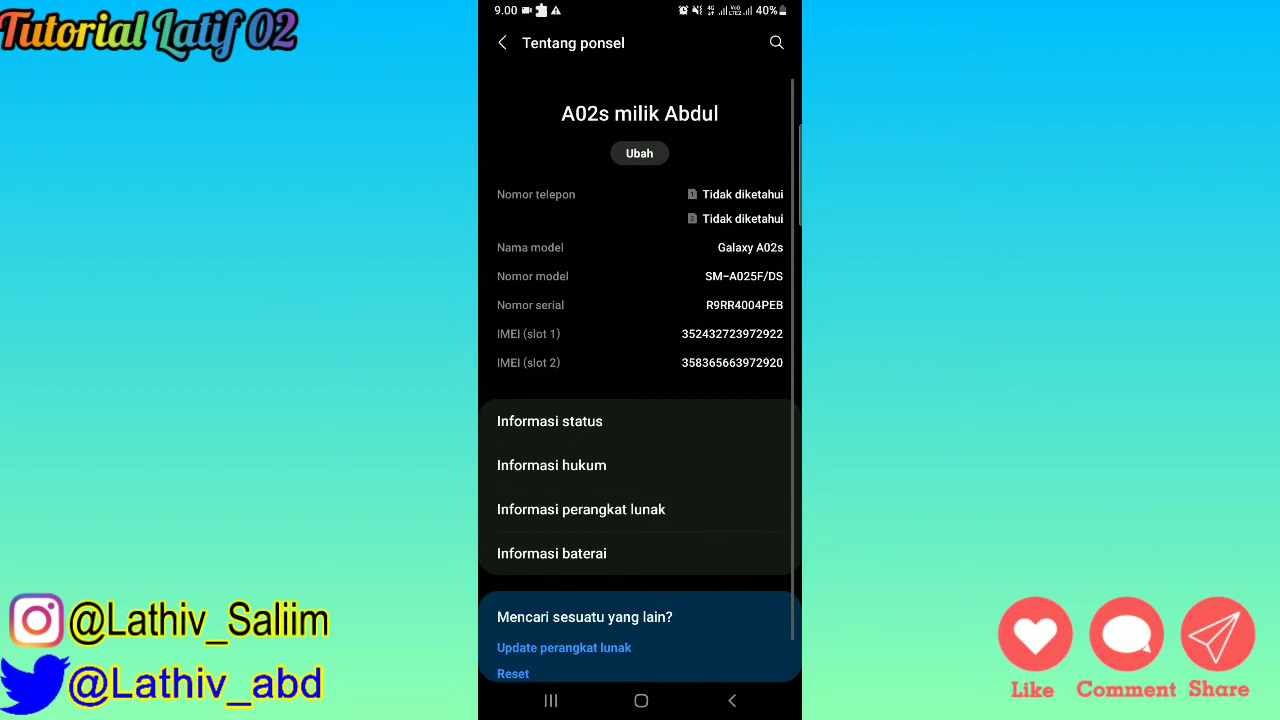 Tutorial Latif 02
9.00 40%
Tentang ponsel
A02s milik Abdul
Ubah
Nomor telepon 1 Tidak diketahui
2 Tidak diketahui
Nama model Galaxy A02s
Nomor model SM-A025F/DS
Nomor serial R9RR4004PEB
IMEI (slot 1) 352432723972922
IMEI (slot 2) 358365663972920
Informasi status
Informasi hukum
Informasi perangkat lunak
Informasi baterai
Mencari sesuatu yang lain?
Update perangkat lunak
Reset
@Lathiv_Saliim
@Lathiv_abd
Like Comment Share